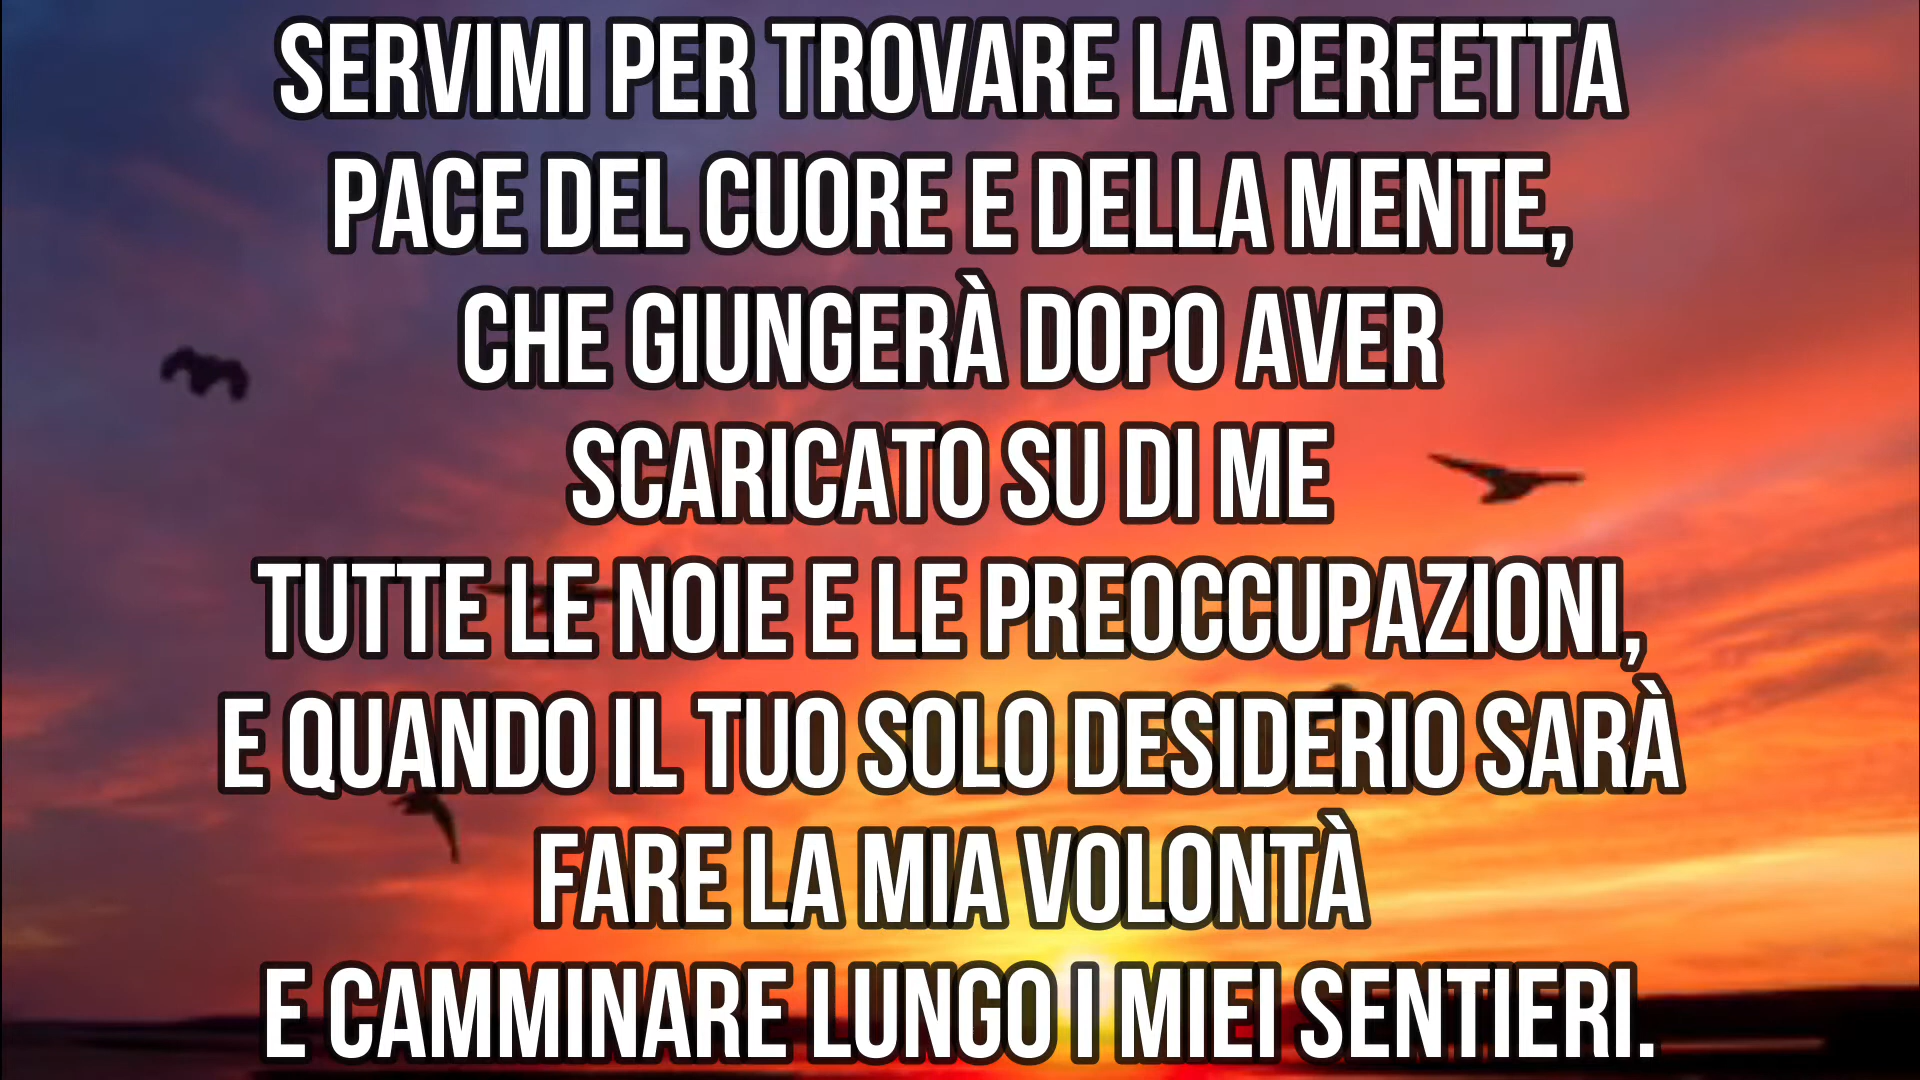 SERVIMI PER TROVARE LA PERFETTA
PACE DEL CUORE E DELLA MENTE,
CHE GIUNGERÀ DOPO AVER
SCARICATO SU DI ME
TUTTE LE NOIE E LE PREOCCUPAZIONI,
E QUANDO IL TUO SOLO DESIDERIO SARÀ
FARE LA MIA VOLONTÀ
E CAMMINARE LUNGO I MIEI SENTIERI.